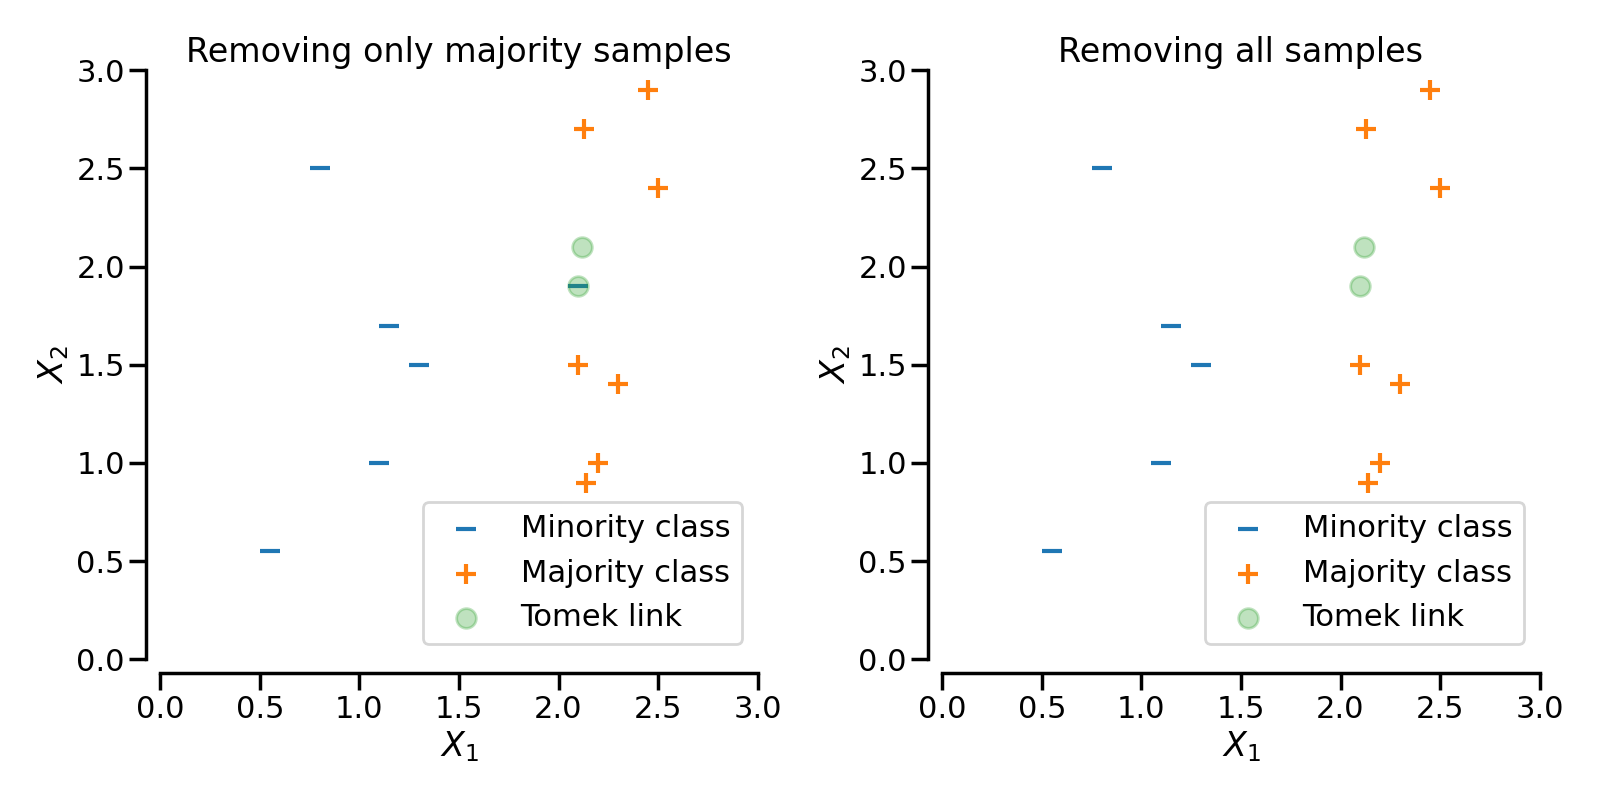 Removing only majority samples
3.0
2.5
2.0
1.5
1.0
0.5
0.0
X₂
Minority class
Majority class
Tomek link
0.0 0.5 1.0 1.5 2.0 2.5 3.0
X₁
Removing all samples
3.0
2.5
2.0
1.5
1.0
0.5
0.0
X₂
Minority class
Majority class
Tomek link
0.0 0.5 1.0 1.5 2.0 2.5 3.0
X₁